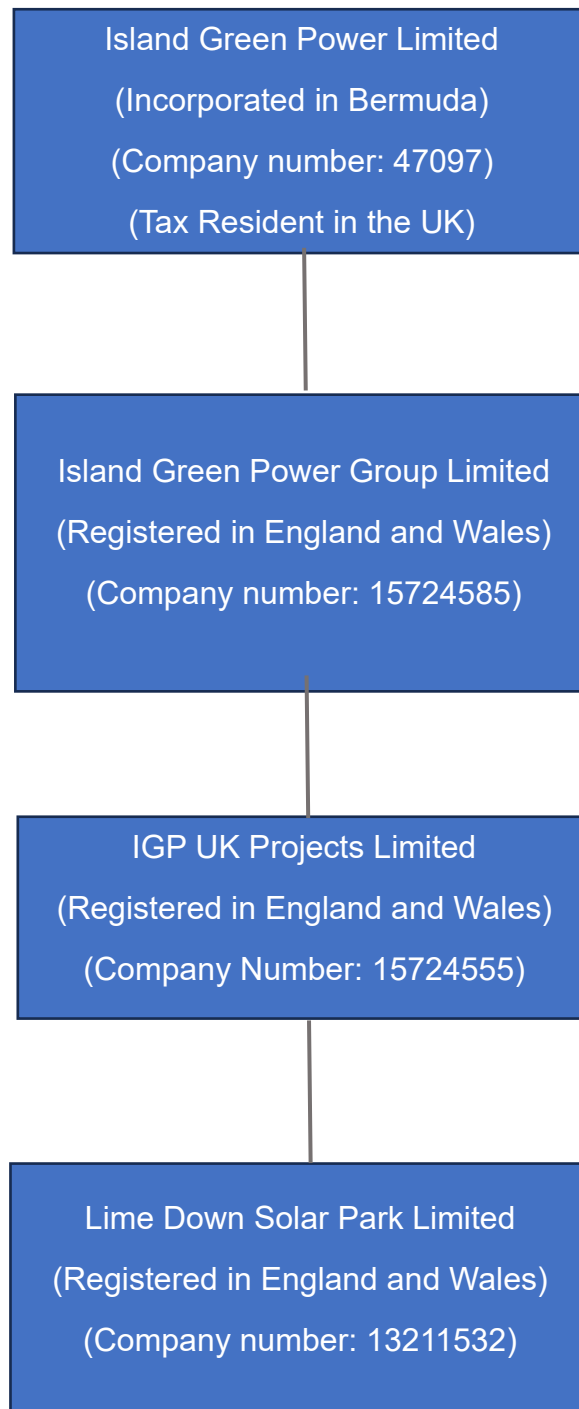 Island Green Power Limited
(Incorporated in Bermuda)
(Company number: 47097)
(Tax Resident in the UK)
Island Green Power Group Limited
(Registered in England and Wales)
(Company number: 15724585)
IGP UK Projects Limited
(Registered in England and Wales)
(Company Number: 15724555)
Lime Down Solar Park Limited
(Registered in England and Wales)
(Company number: 13211532)